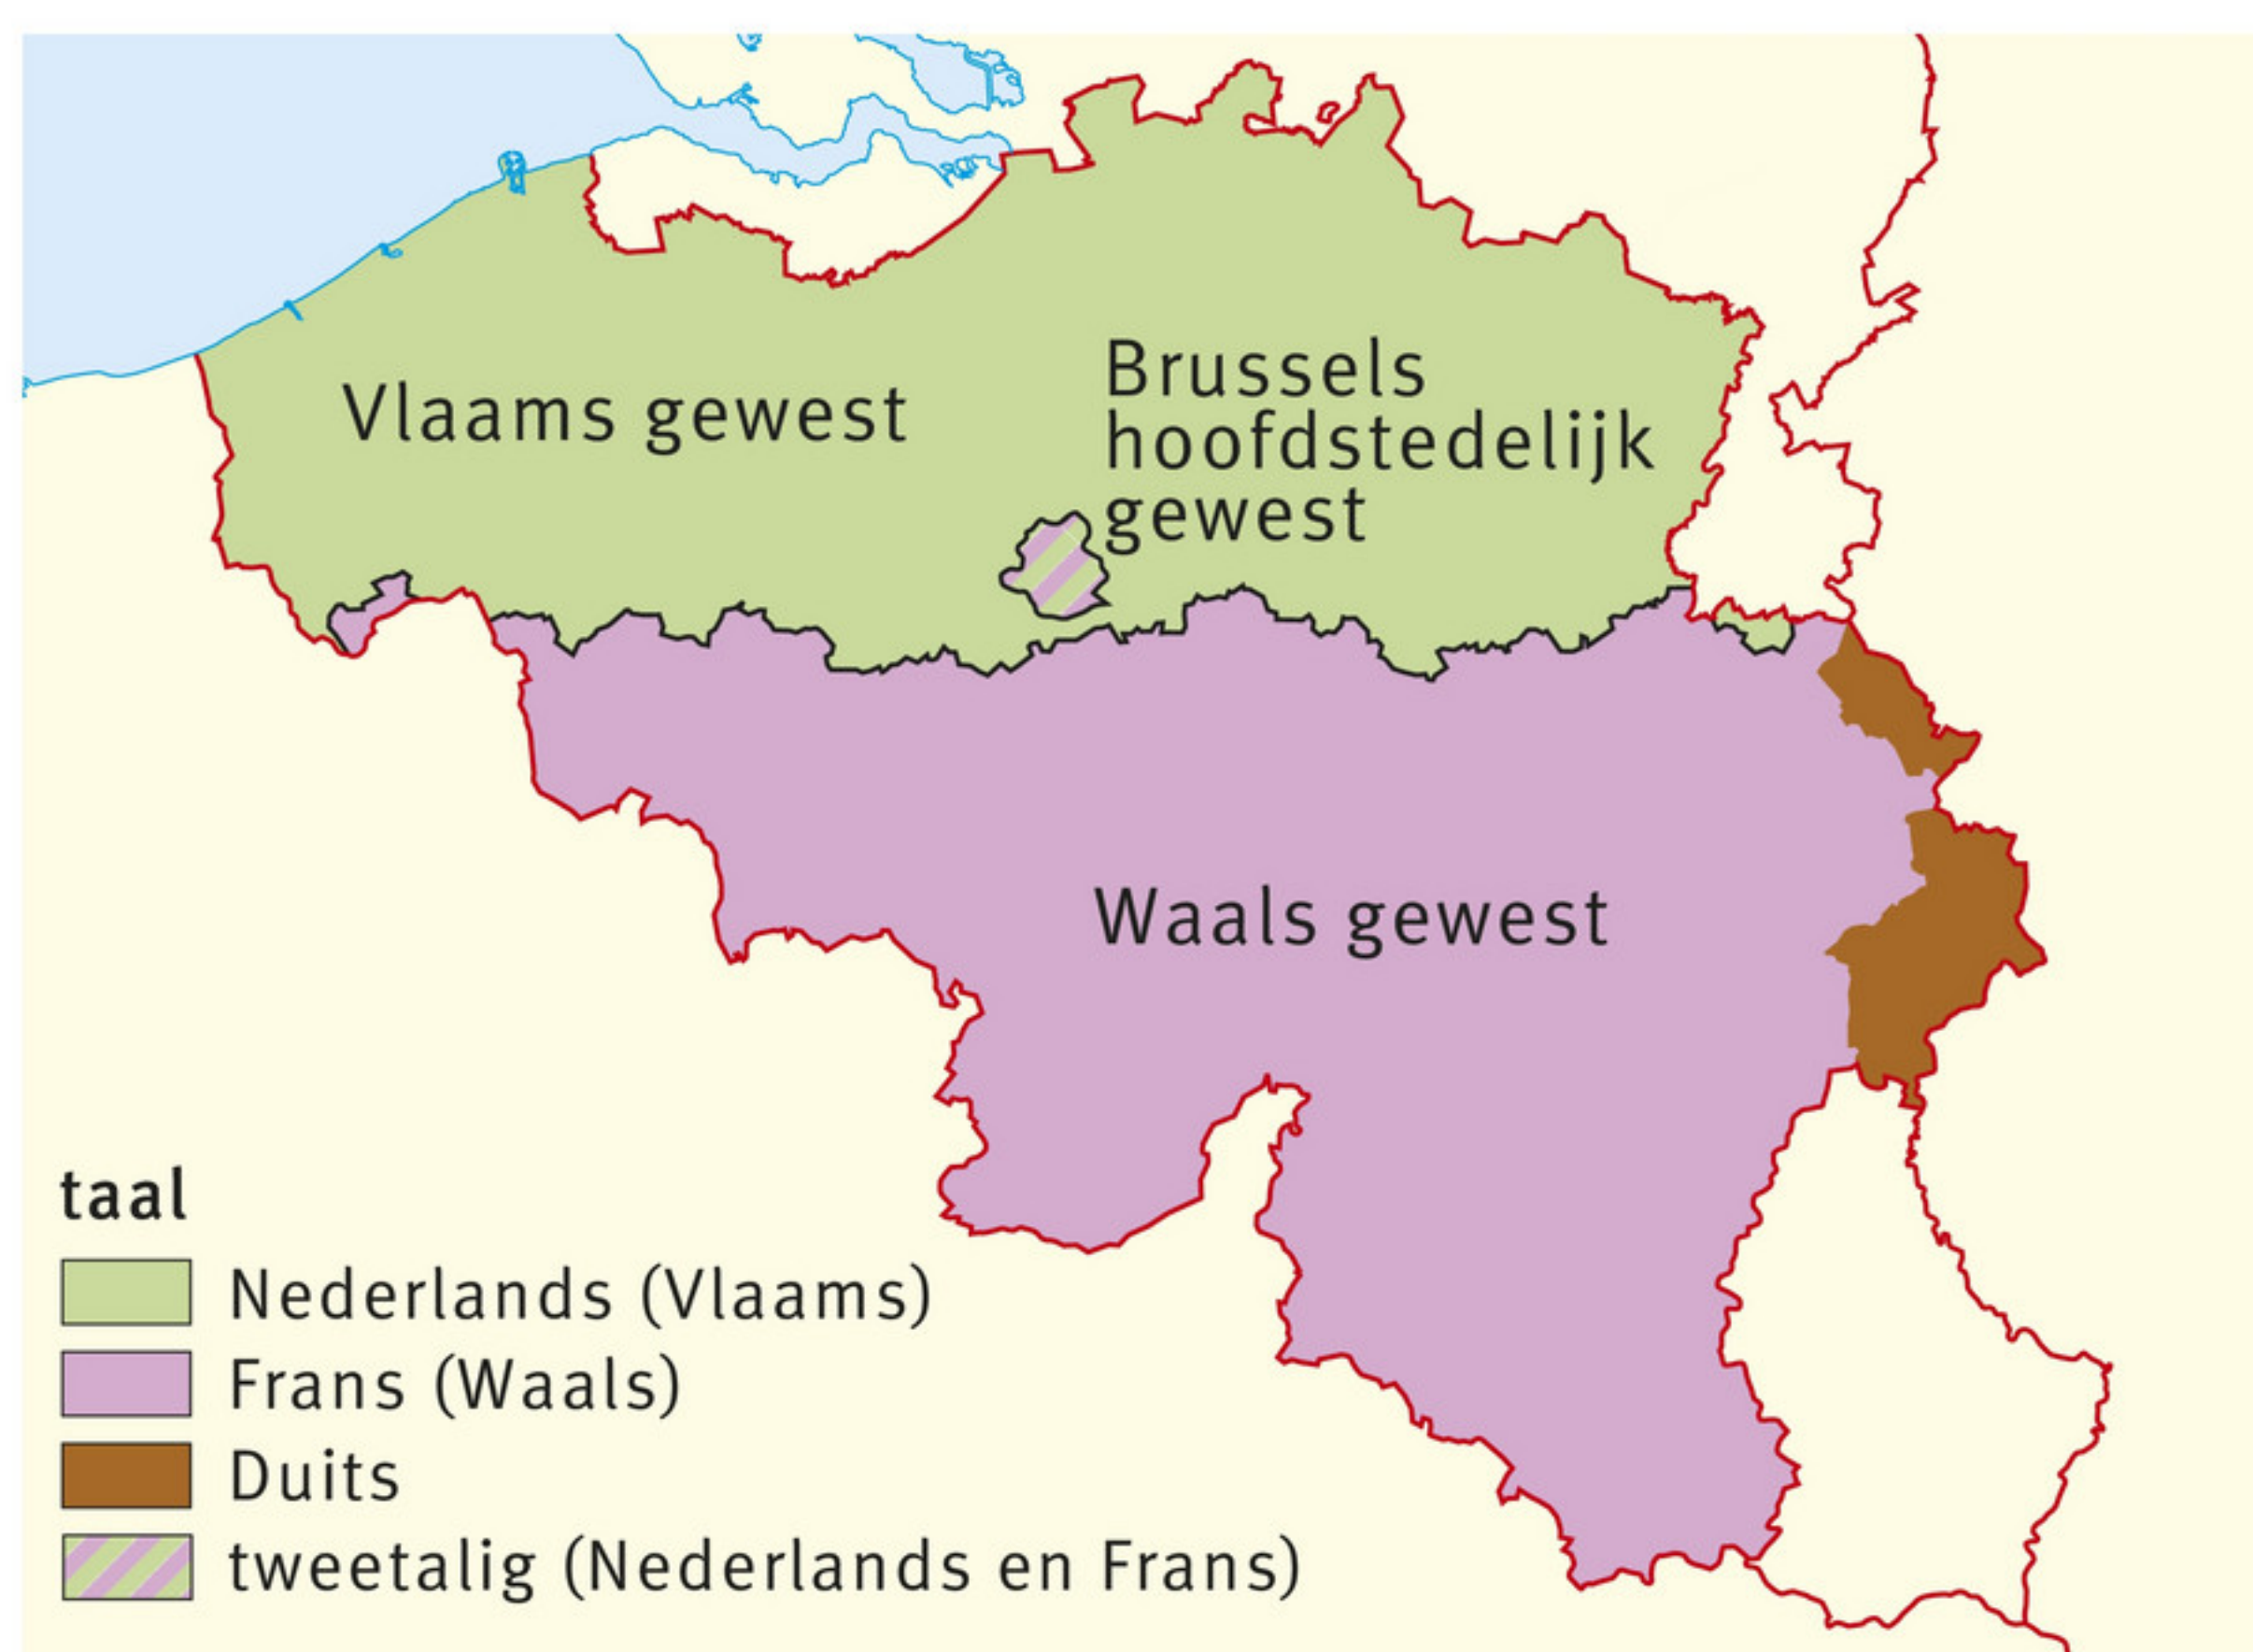 Vlaams gewest
Brussels
hoofdstedelijk
gewest
Waals gewest
taal
Nederlands (Vlaams)
Frans (Waals)
Duits
tweetalig (Nederlands en Frans)